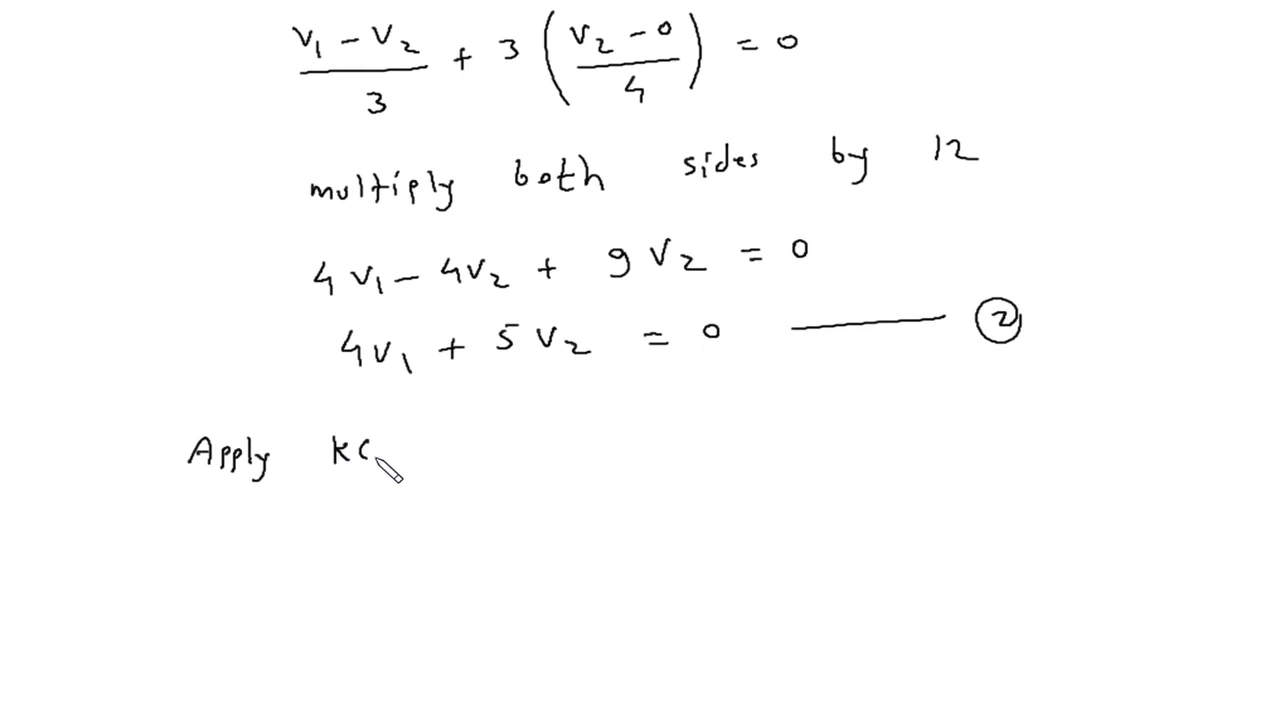 (v₁ - v₂)/3 + 3 ((v₂ - 0)/4) = 0
multiply both sides by 12
4v₁ - 4v₂ + 9v₂ = 0
4v₁ + 5v₂ = 0 —— ②
Apply KC